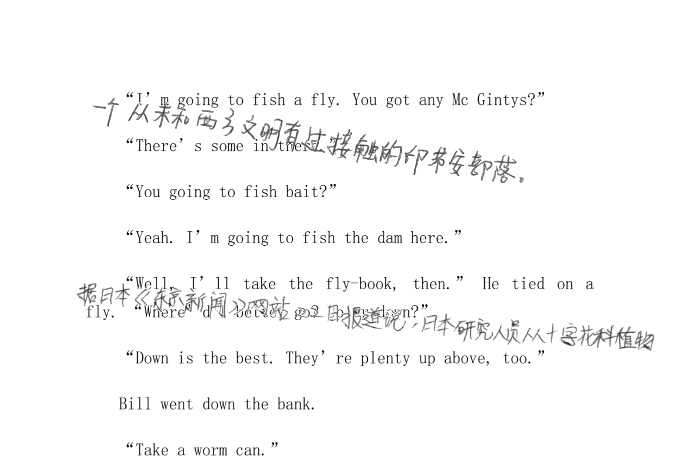 “I’m going to fish a fly. You got any Mc Gintys?”
一个从未和西方文明有过接触的印第安部落。
“There’s some in there.”
“You going to fish bait?”
“Yeah. I’m going to fish the dam here.”
“Well, I’ll take the fly-book, then.” He tied on a
据日本《东京新闻》网站 日报道说,日本研究人员从十字花科植物
fly. “Where’d I better go? Up or down?”
“Down is the best. They’re plenty up above, too.”
Bill went down the bank.
“Take a worm can.”